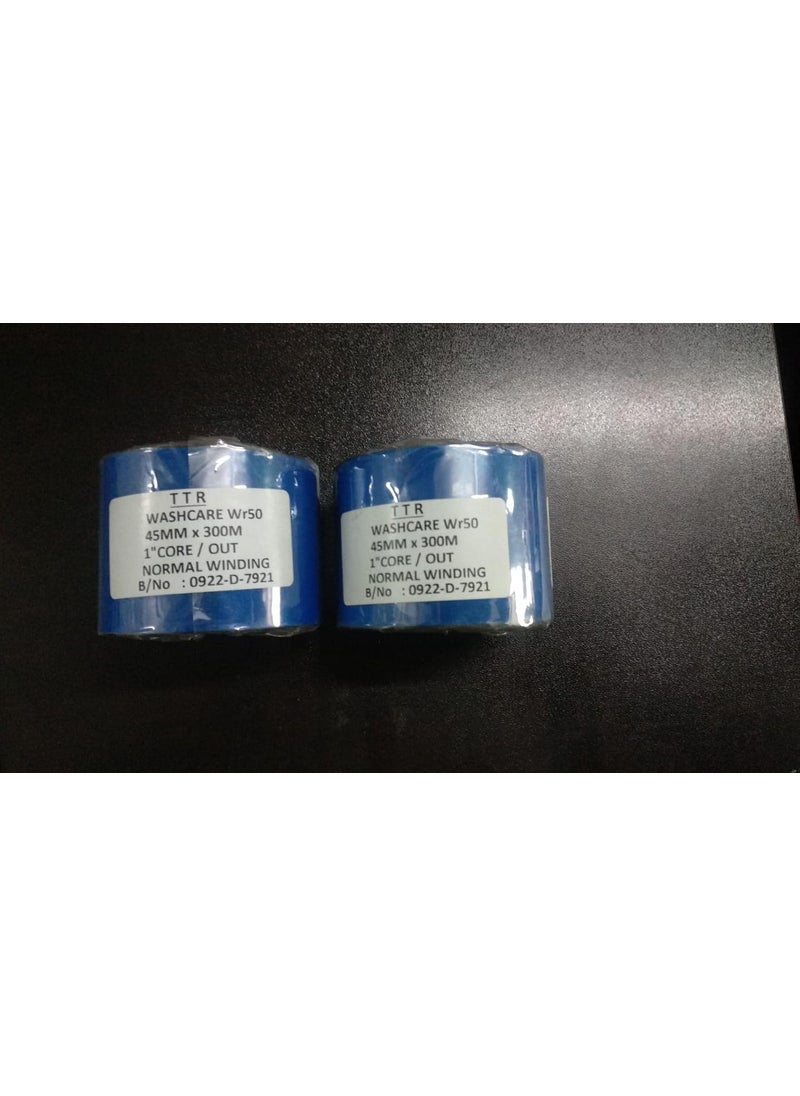 TTR
WASHCARE Wr50
45MM x 300M
1"CORE / OUT
NORMAL WINDING
B/No : 0922-D-7921
TTR
WASHCARE Wr50
45MM x 300M
1"CORE / OUT
NORMAL WINDING
B/No : 0922-D-7921